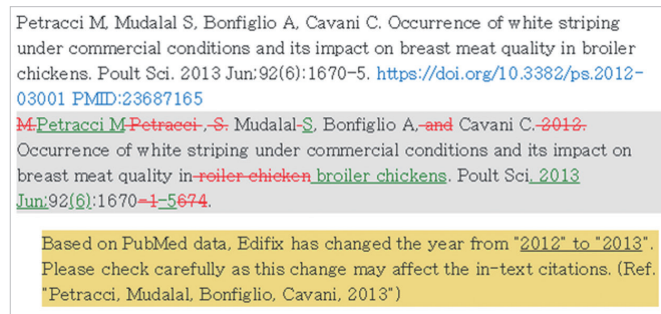 Petracci M, Mudalal S, Bonfiglio A, Cavani C. Occurrence of white striping
under commercial conditions and its impact on breast meat quality in broiler
chickens. Poult Sci. 2013 Jun;92(6):1670-5. https://doi.org/10.3382/ps.2012-
03001 PMID:23687165
M.Petracci M Petracci , S. Mudalal S, Bonfiglio A, and Cavani C. 2012.
Occurrence of white striping under commercial conditions and its impact on
breast meat quality in roiler chicken broiler chickens. Poult Sci. 2013
Jun;92(6):1670-1-5674.
Based on PubMed data, Edifix has changed the year from "2012" to "2013".
Please check carefully as this change may affect the in-text citations. (Ref.
"Petracci, Mudalal, Bonfiglio, Cavani, 2013")